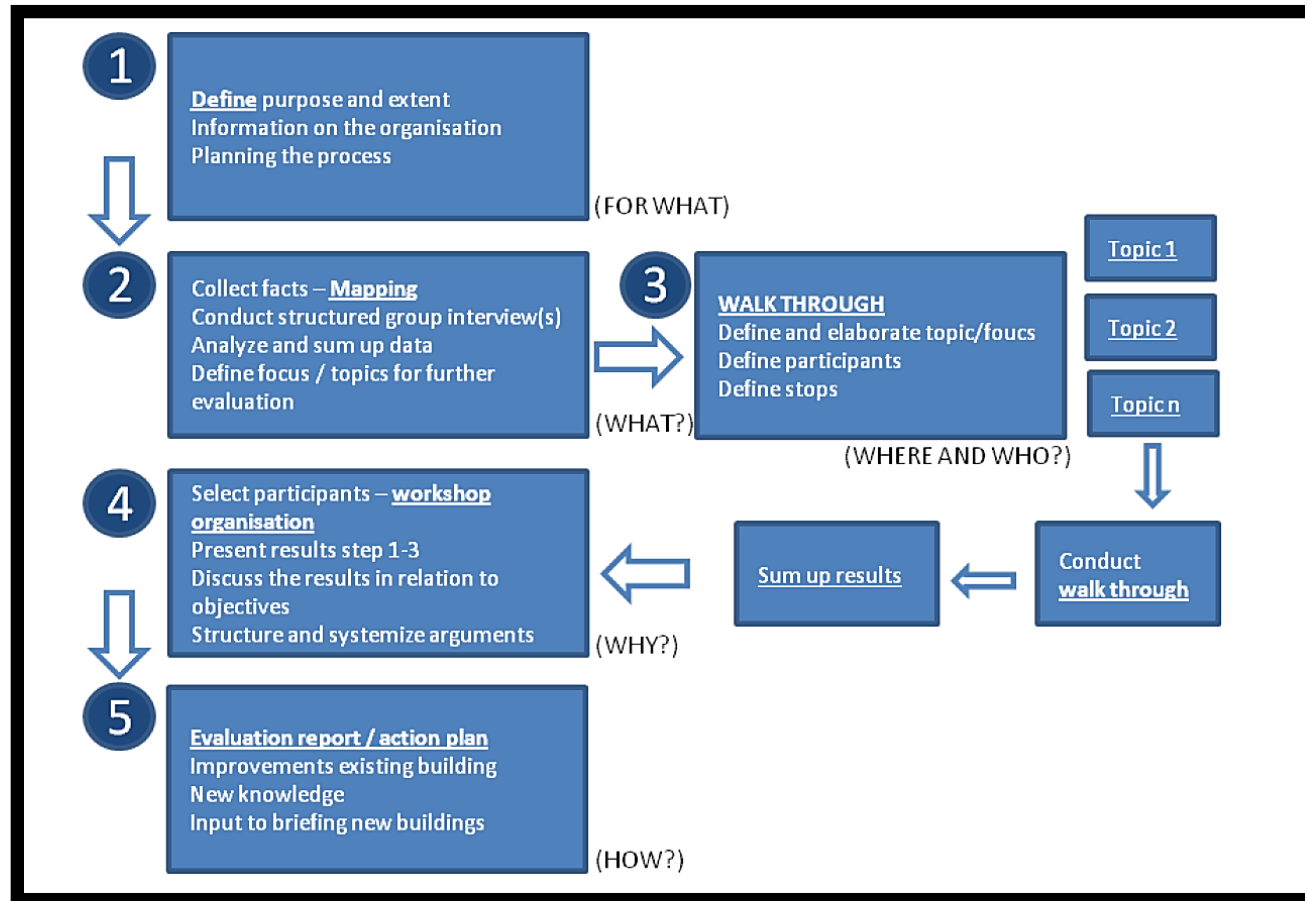 1
Define purpose and extent
Information on the organisation
Planning the process
(FOR WHAT)
2
Collect facts – Mapping
Conduct structured group interview(s)
Analyze and sum up data
Define focus / topics for further
evaluation
(WHAT?)
3
WALK THROUGH
Define and elaborate topic/foucs
Define participants
Define stops
(WHERE AND WHO?)
Topic 1
Topic 2
Topic n
Conduct
walk through
Sum up results
4
Select participants – workshop
organisation
Present results step 1-3
Discuss the results in relation to
objectives
Structure and systemize arguments
(WHY?)
5
Evaluation report / action plan
Improvements existing building
New knowledge
Input to briefing new buildings
(HOW?)